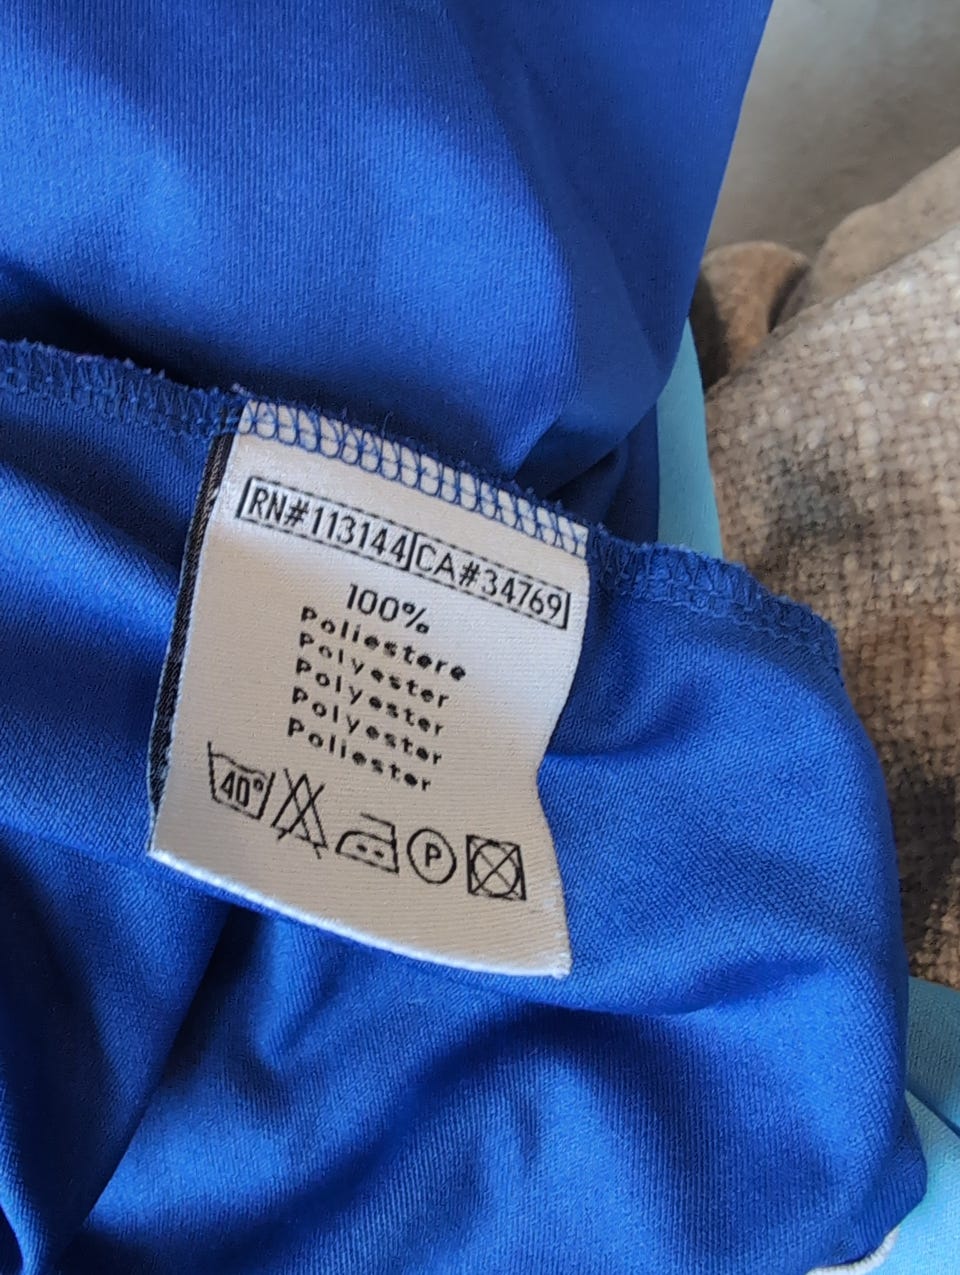 RN#113144 CA#34769
100%
Poliestere
Polyester
Polyester
Polyester
Poliester
40° P